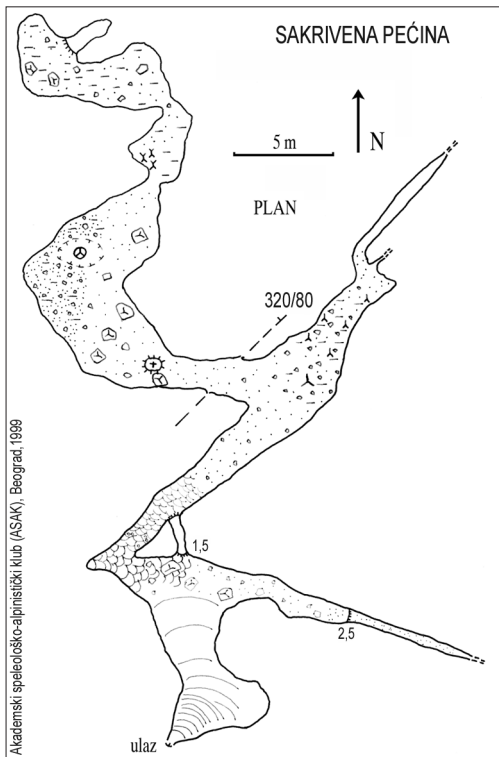 SAKRIVENA PEĆINA
N
5 m
PLAN
320/80
1,5
2,5
ulaz
Akademski speleološko-alpinistički klub (ASAK), Beograd,1999